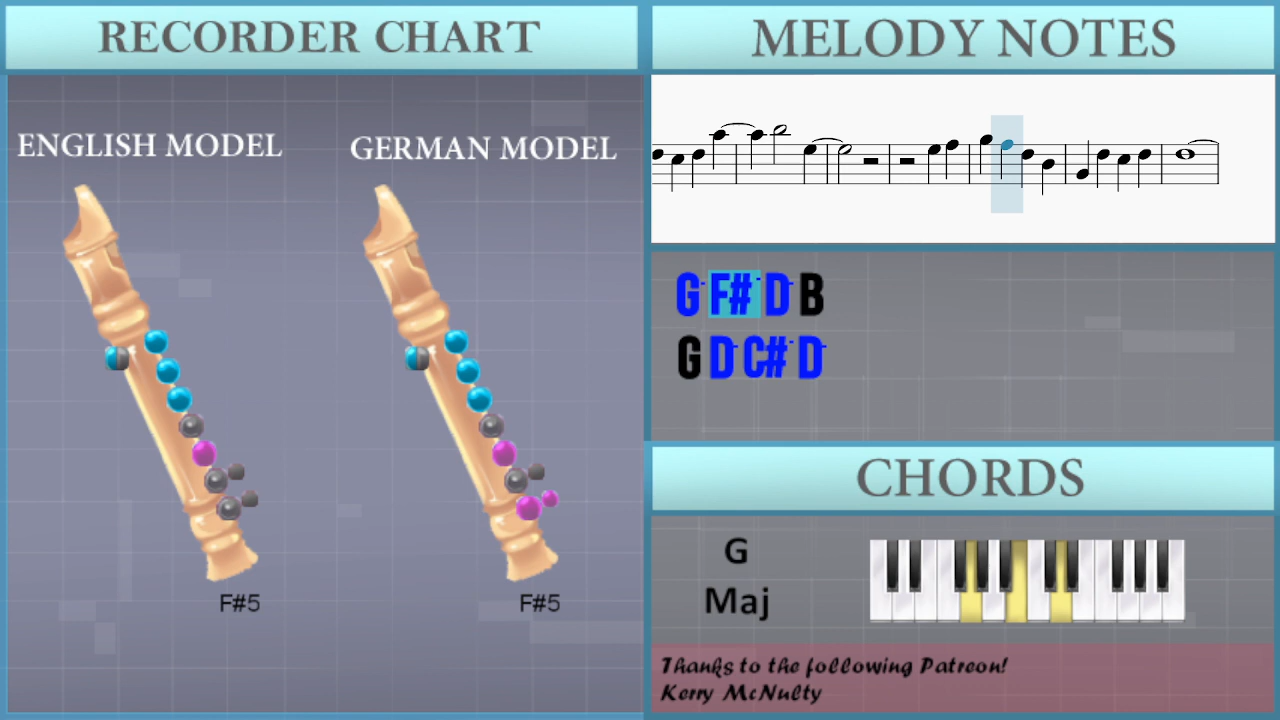 RECORDER CHART
ENGLISH MODEL
GERMAN MODEL
F#5
F#5
MELODY NOTES
G F# D B
G D C# D
CHORDS
G
Maj
Thanks to the following Patreon!
Kerry McNulty